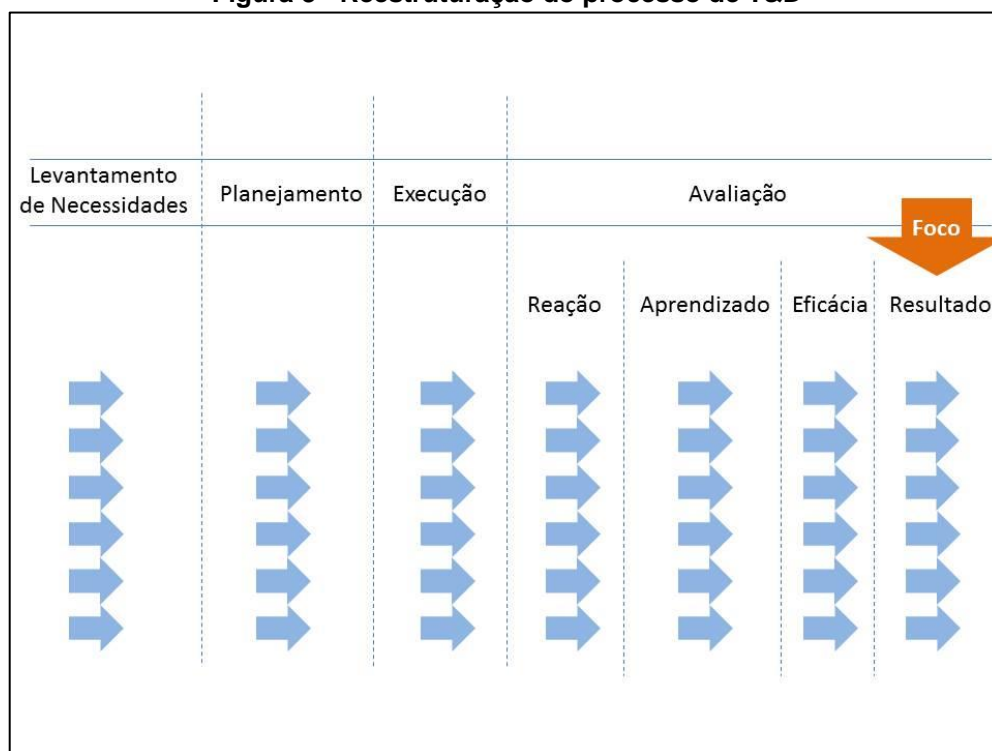 Levantamento
de Necessidades
Planejamento
Execução
Avaliação
Foco
Reação
Aprendizado
Eficácia
Resultado